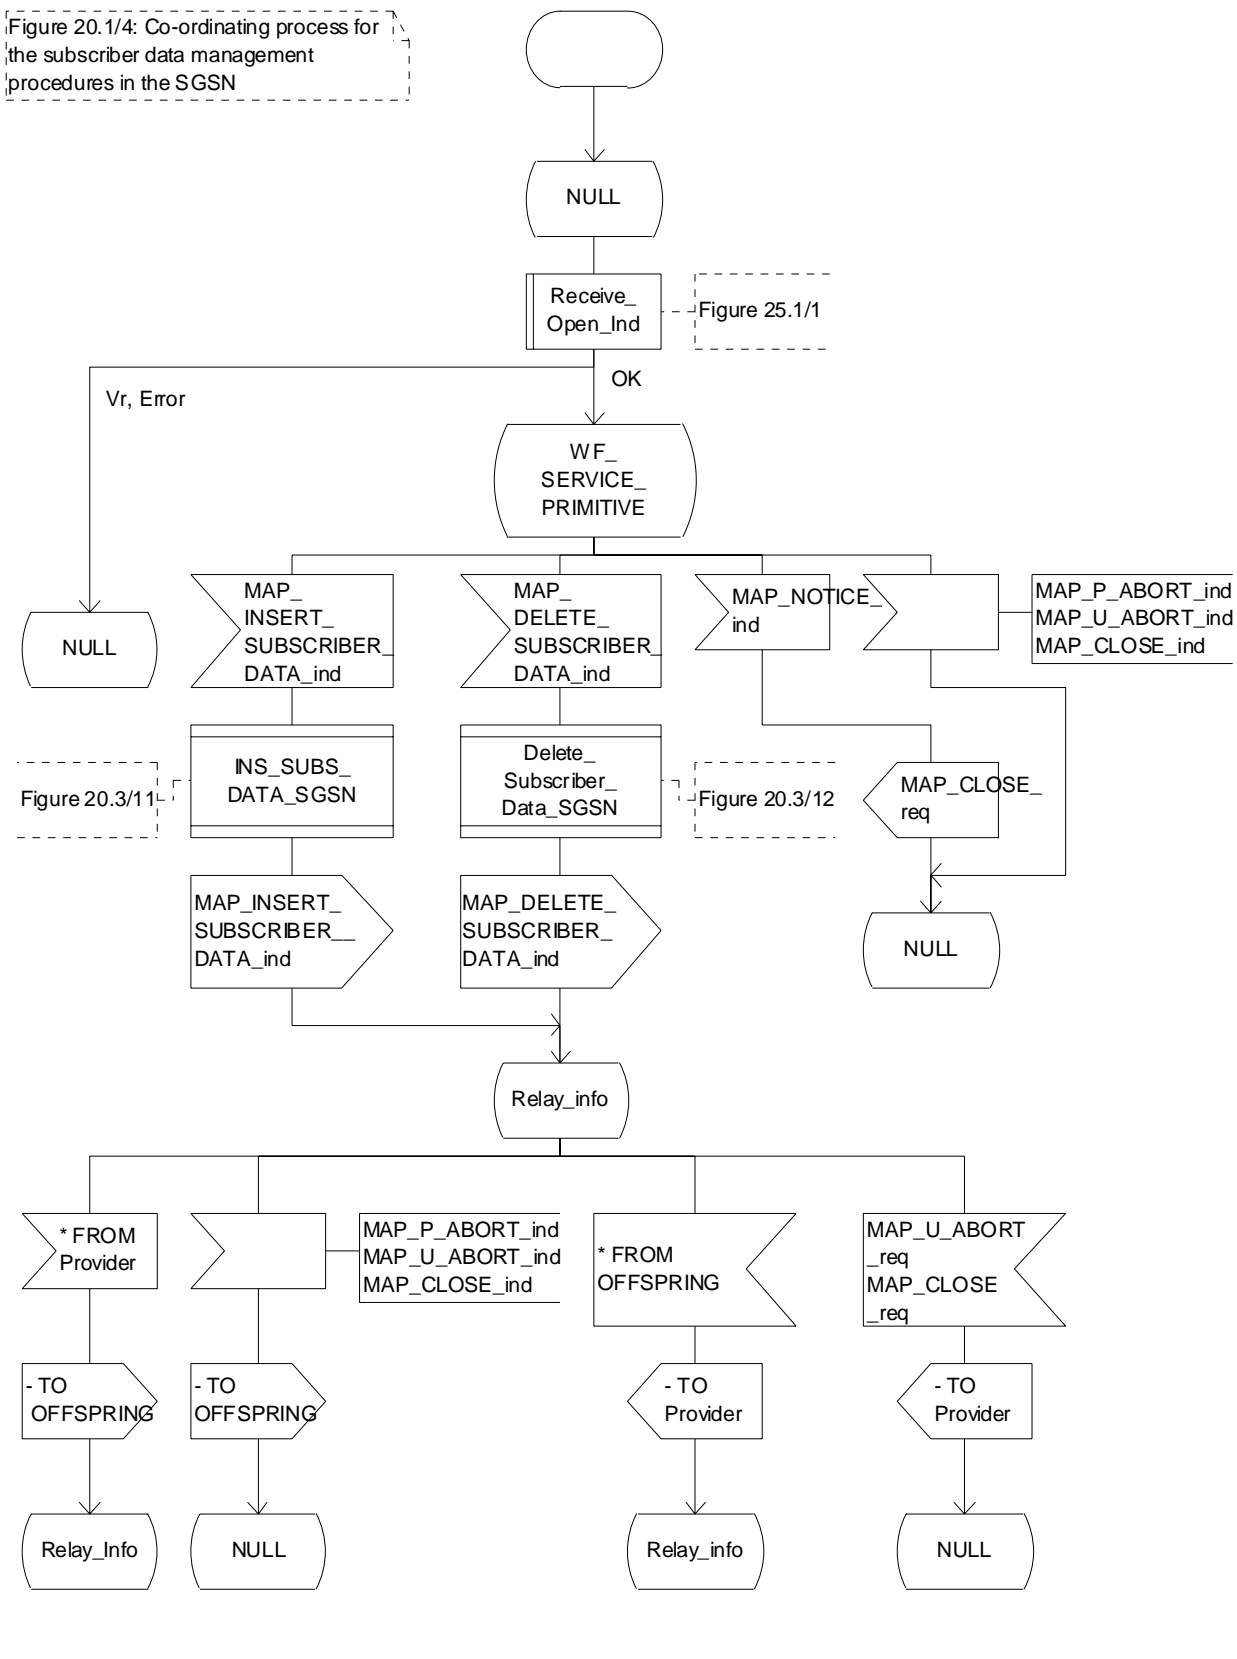 Figure 20.1/4: Co-ordinating process for
the subscriber data management
procedures in the SGSN
NULL
Receive_
Open_Ind
Figure 25.1/1
OK
Vr, Error
WF_
SERVICE_
PRIMITIVE
MAP_
INSERT_
SUBSCRIBER_
DATA_ind
MAP_
DELETE_
SUBSCRIBER_
DATA_ind
MAP_NOTICE_
ind
MAP_P_ABORT_ind
MAP_U_ABORT_ind
MAP_CLOSE_ind
NULL
Figure 20.3/11
INS_SUBS_
DATA_SGSN
Delete_
Subscriber_
Data_SGSN
Figure 20.3/12
MAP_CLOSE_
req
MAP_INSERT_
SUBSCRIBER__
DATA_ind
MAP_DELETE_
SUBSCRIBER_
DATA_ind
NULL
Relay_info
* FROM
Provider
MAP_P_ABORT_ind
MAP_U_ABORT_ind
MAP_CLOSE_ind
* FROM
OFFSPRING
MAP_U_ABORT
_req
MAP_CLOSE
_req
- TO
OFFSPRING
- TO
OFFSPRING
- TO
Provider
- TO
Provider
Relay_Info
NULL
Relay_info
NULL